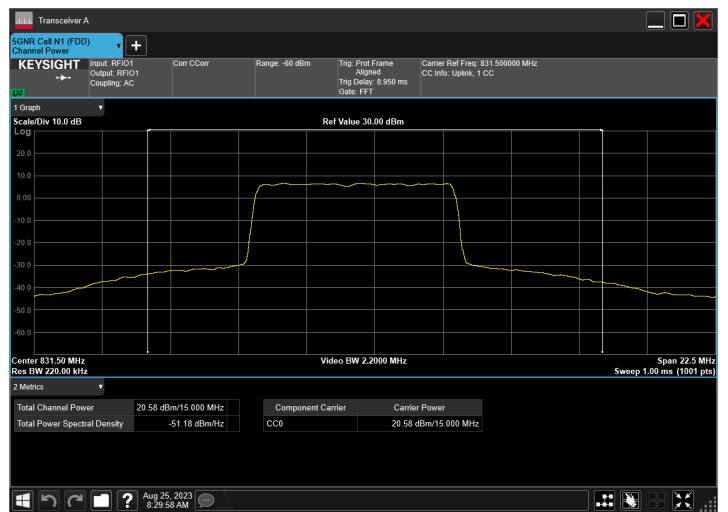 Transceiver A
5GNR Cell N1 (FDD)
Channel Power
KEYSIGHT
LXI
Input: RFIO1
Output: RFIO1
Coupling: AC
Corr CCorr
Range: -60 dBm
Trig: Prot Frame
Aligned
Trig Delay: 8.950 ms
Gate: FFT
Carrier Ref Freq: 831.500000 MHz
CC Info: Uplink, 1 CC
1 Graph
Scale/Div 10.0 dB
Ref Value 30.00 dBm
Log
20.0
10.0
0.00
-10.0
-20.0
-30.0
-40.0
-50.0
-60.0
Center 831.50 MHz
Video BW 2.2000 MHz
Span 22.5 MHz
Res BW 220.00 kHz
Sweep 1.00 ms (1001 pts)
2 Metrics
Total Channel Power 20.58 dBm/15.000 MHz
Total Power Spectral Density -51.18 dBm/Hz
Component Carrier Carrier Power
CC0 20.58 dBm/15.000 MHz
Aug 25, 2023
8:29:58 AM